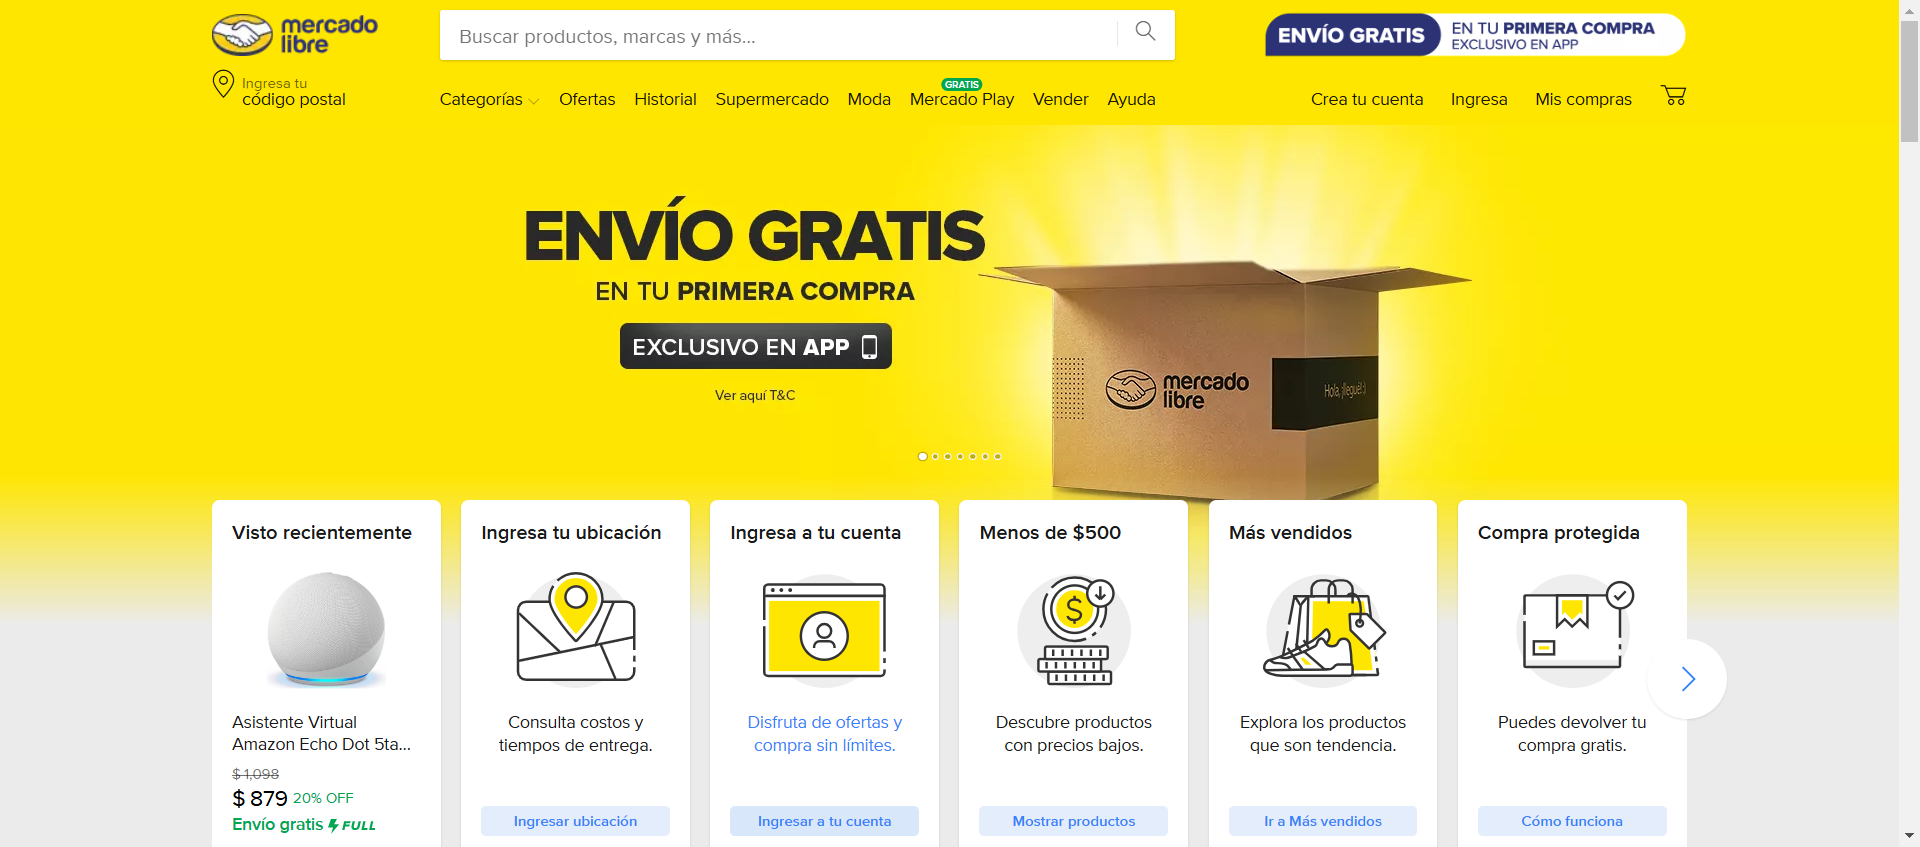 mercado
libre
Buscar productos, marcas y más...
ENVÍO GRATIS
EN TU PRIMERA COMPRA
EXCLUSIVO EN APP
Ingresa tu
código postal
Categorías
Ofertas
Historial
Supermercado
Moda
GRATIS
Mercado Play
Vender
Ayuda
Crea tu cuenta
Ingresa
Mis compras
ENVÍO GRATIS
EN TU PRIMERA COMPRA
EXCLUSIVO EN APP
Ver aquí T&C
mercado
libre
Hola, ¡llegué! :)
Visto recientemente
Asistente Virtual
Amazon Echo Dot 5ta...
$ 1,098
$ 879 20% OFF
Envío gratis FULL
Ingresa tu ubicación
Consulta costos y
tiempos de entrega.
Ingresar ubicación
Ingresa a tu cuenta
Disfruta de ofertas y
compra sin límites.
Ingresar a tu cuenta
Menos de $500
$
Descubre productos
con precios bajos.
Mostrar productos
Más vendidos
Explora los productos
que son tendencia.
Ir a Más vendidos
Compra protegida
Puedes devolver tu
compra gratis.
Cómo funciona